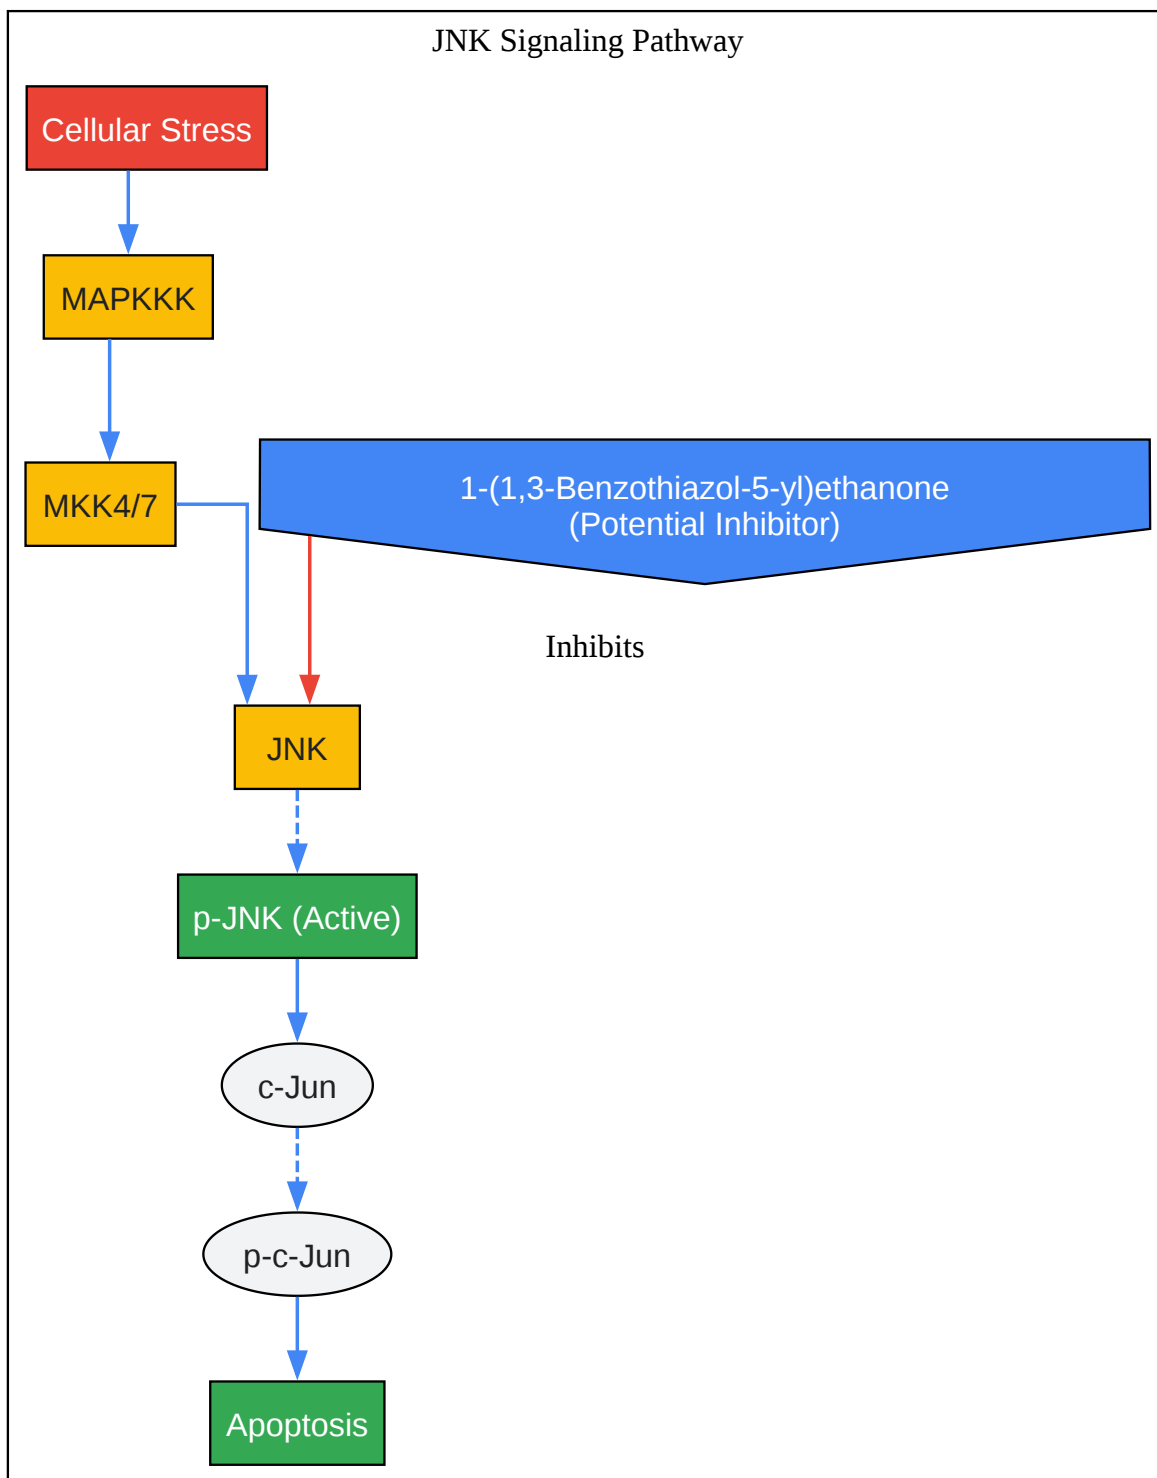 JNK Signaling Pathway
Cellular Stress
MAPKKK
MKK4/7
1-(1,3-Benzothiazol-5-yl)ethanone
(Potential Inhibitor)
Inhibits
JNK
p-JNK (Active)
c-Jun
p-c-Jun
Apoptosis